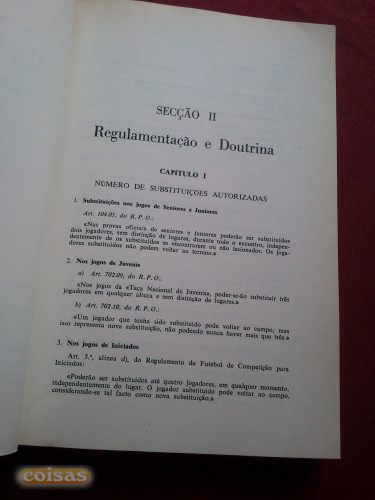 SECÇÃO II
Regulamentação e Doutrina
CAPITULO I
NÚMERO DE SUBSTITUIÇÕES AUTORIZADAS
1. Substituições nos jogos de Seniores e Juniores
Art. 104.03, do R. P. O.:
«Nas provas oficiais de seniores e juniores poderão ser substituídos
dois jogadores, sem distinção de lugares, durante todo o encontro, indepen-
dentemente de os substituídos se encontrarem ou não lesionados. Os joga-
dores substituídos não podem voltar ao terreno.»
2. Nos jogos de Juvenis
a) Art. 702.09, do R. P. O.:
«Nos jogos da «Taça Nacional de Juvenis», poder-se-ão substituir três
jogadores em qualquer altura e sem distinção de lugares.»
b) Art. 702.10, do R. P. O.:
«Um jogador que tenha sido substituído pode voltar ao campo, mas
isso representa nova substituição, não podendo nunca haver mais que três.»
3. Nos jogos de Iniciados
Art. 5.º, alínea d), do Regulamento de Futebol de Competição para
Iniciados:
«Poderão ser substituídos até quatro jogadores, em qualquer momento,
independentemente do lugar. O jogador substituído pode voltar ao campo,
considerando-se tal facto como nova substituição.»
coisas